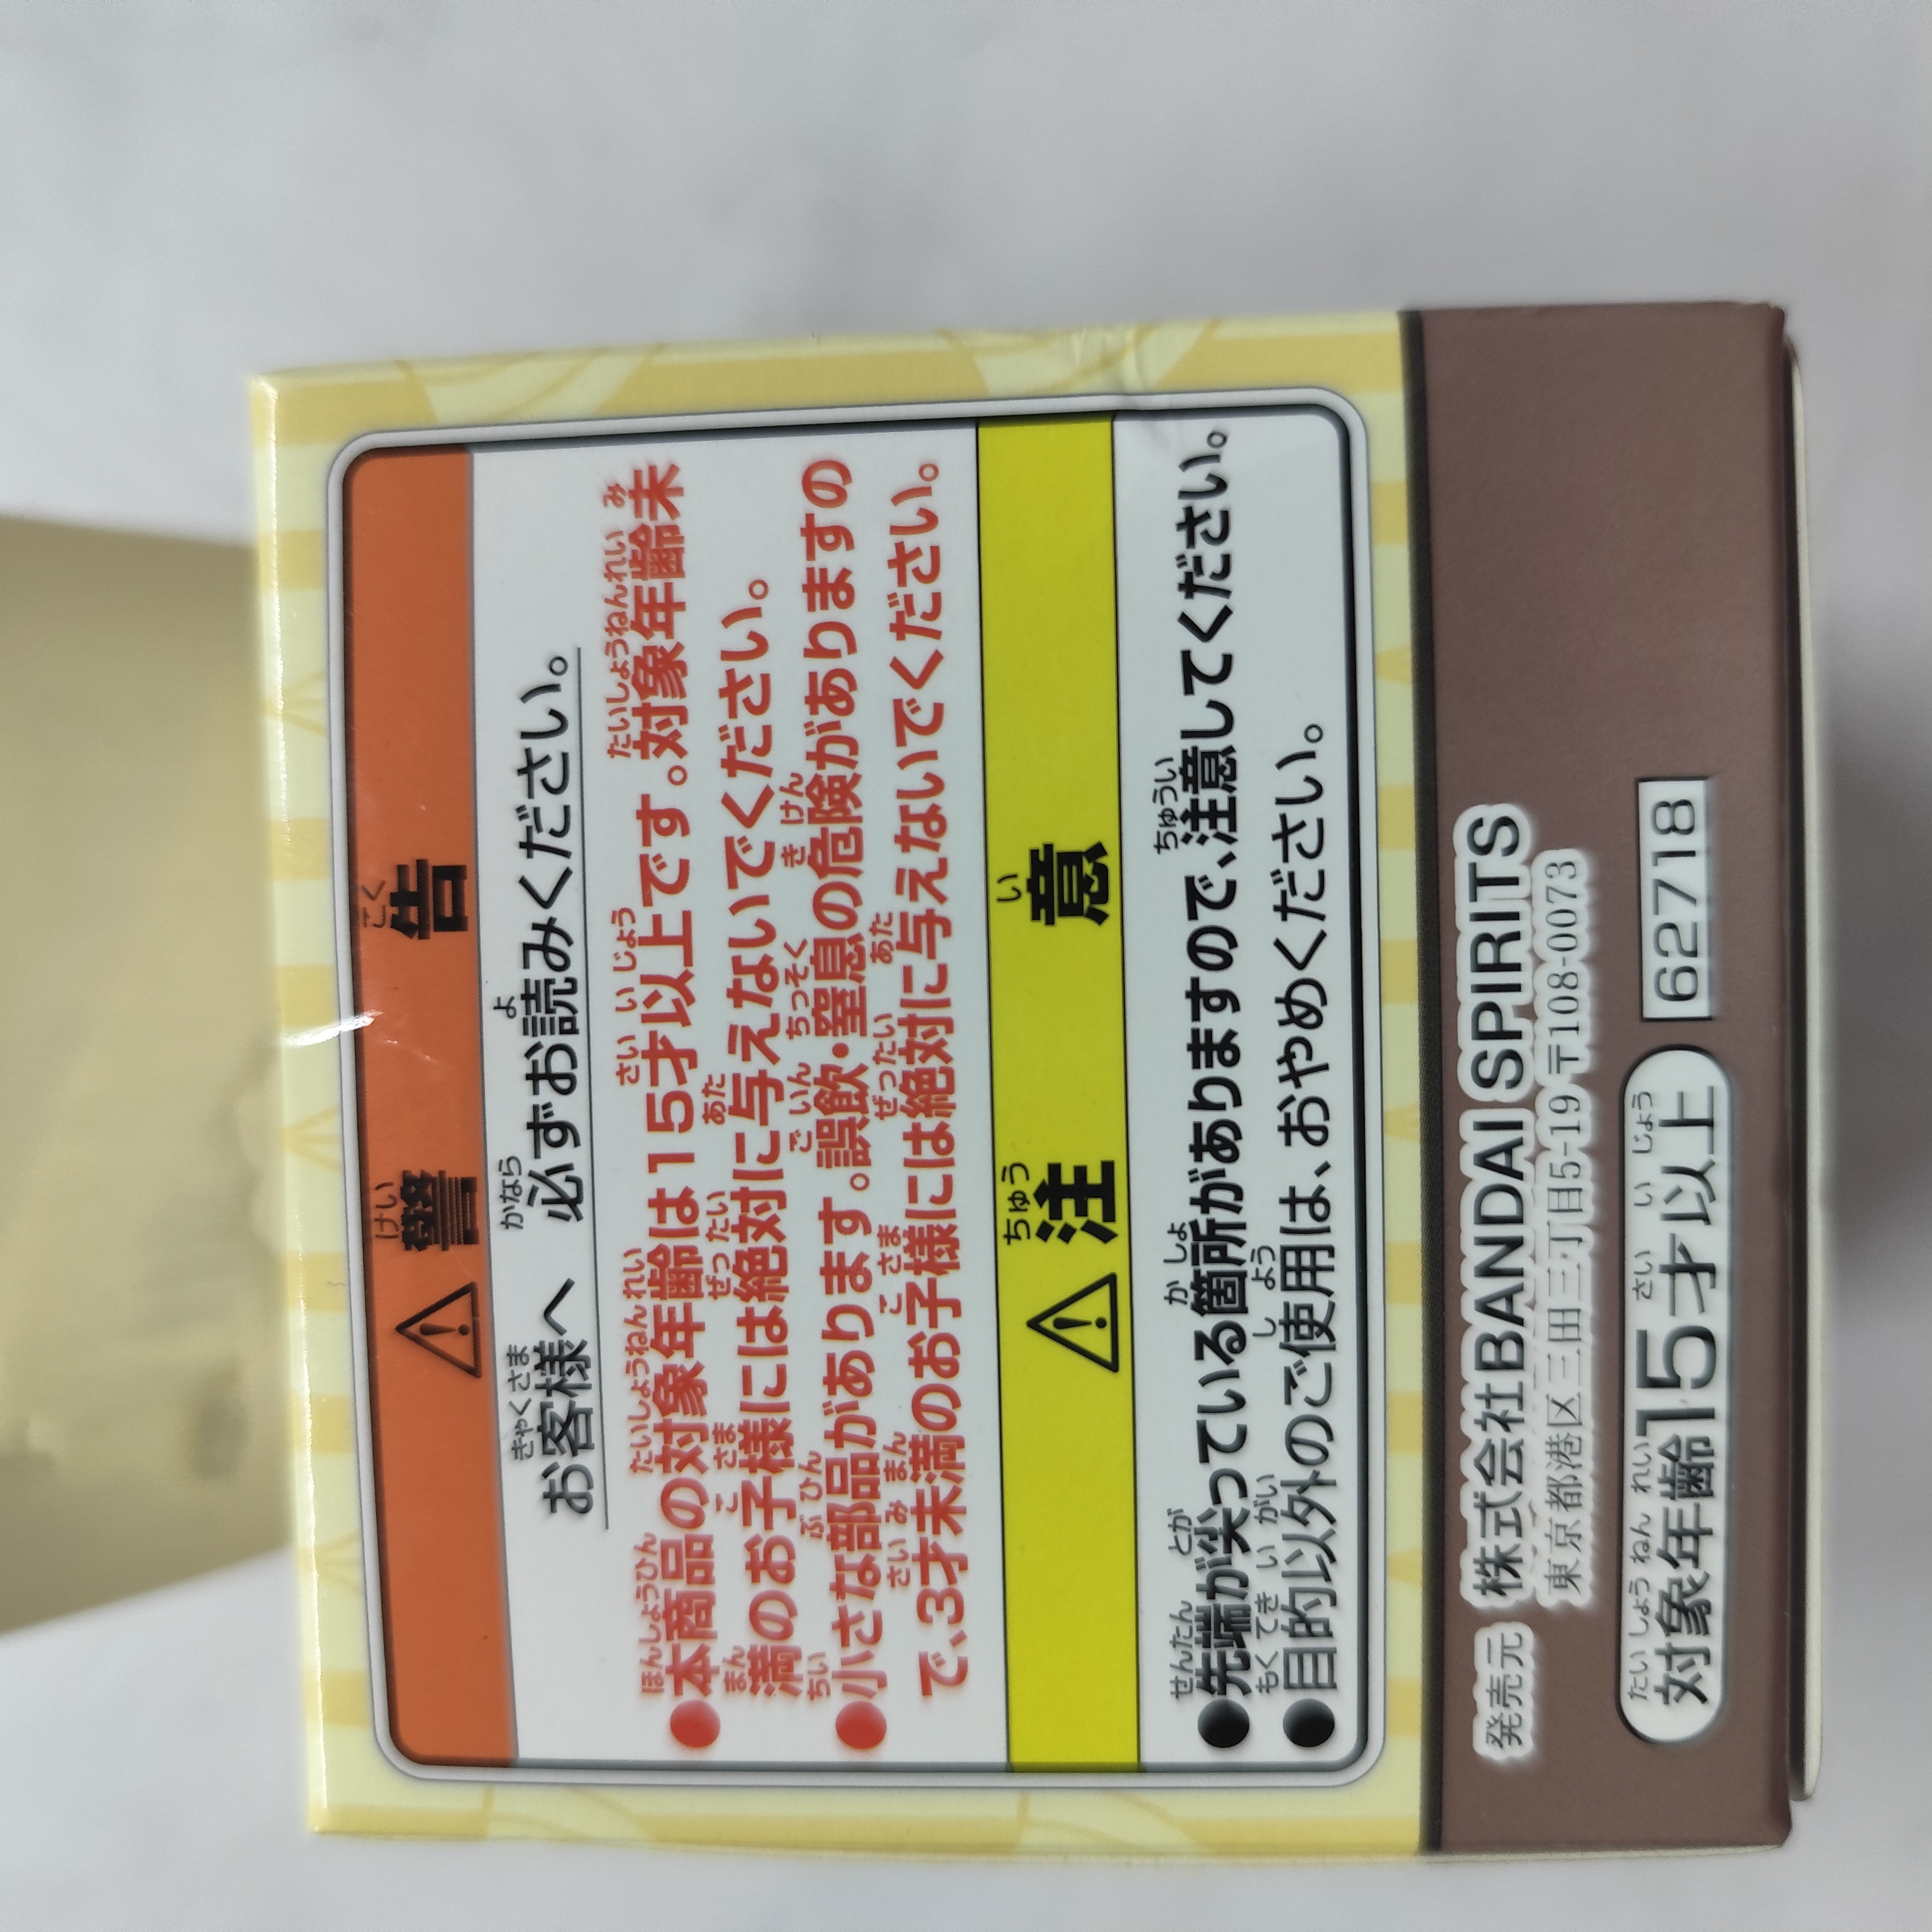 ⚠警告
お客様へ 必ずお読みください。
●本商品の対象年齢は15才以上です。対象年齢未
満のお子様には絶対に与えないでください。
●小さな部品があります。誤飲・窒息の危険がありますの
で、3才未満のお子様には絶対に与えないでください。
⚠注意
●先端が尖っている箇所がありますので、注意してください。
●目的以外のご使用は、おやめください。
発売元 株式会社BANDAI SPIRITS
東京都港区三田三丁目5-19 〒108-0073
対象年齢15才以上 62718